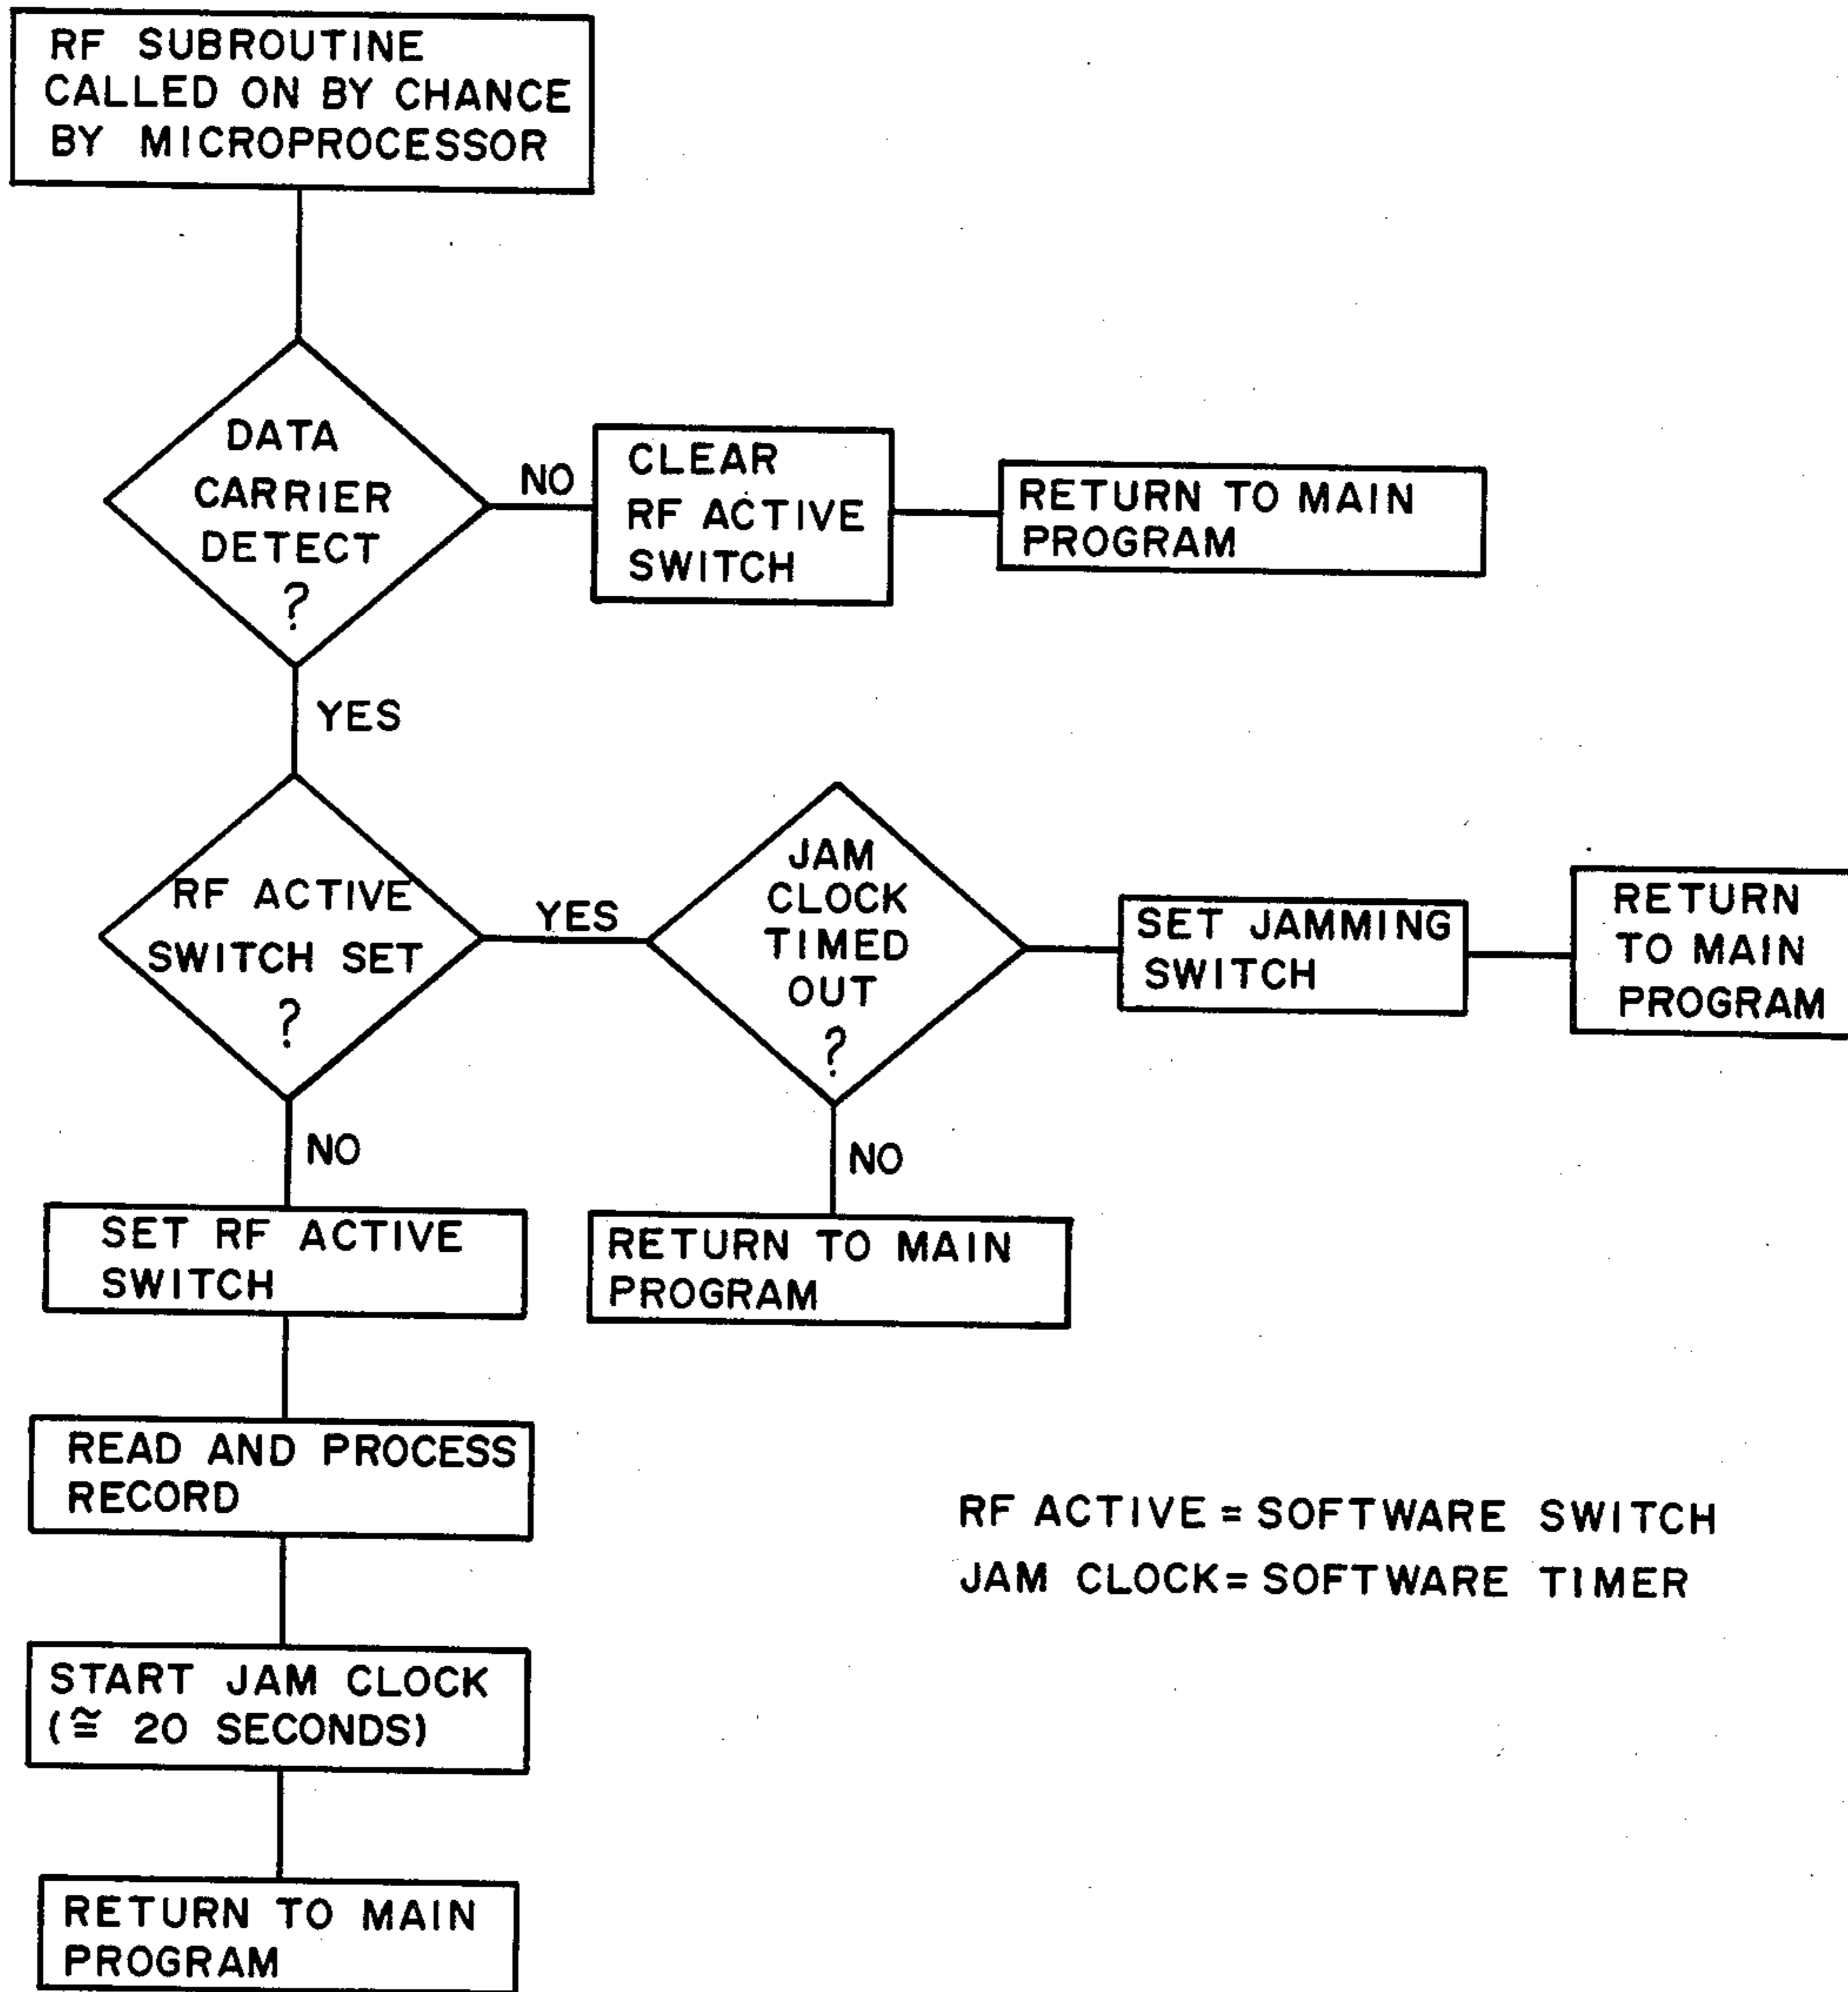 RF SUBROUTINE
CALLED ON BY CHANCE
BY MICROPROCESSOR
DATA
CARRIER
DETECT
?
NO
CLEAR
RF ACTIVE
SWITCH
RETURN TO MAIN
PROGRAM
YES
RF ACTIVE
SWITCH SET
?
YES
JAM
CLOCK
TIMED
OUT
?
SET JAMMING
SWITCH
RETURN
TO MAIN
PROGRAM
NO
NO
SET RF ACTIVE
SWITCH
RETURN TO MAIN
PROGRAM
READ AND PROCESS
RECORD
RF ACTIVE = SOFTWARE SWITCH
JAM CLOCK = SOFTWARE TIMER
START JAM CLOCK
(≅ 20 SECONDS)
RETURN TO MAIN
PROGRAM